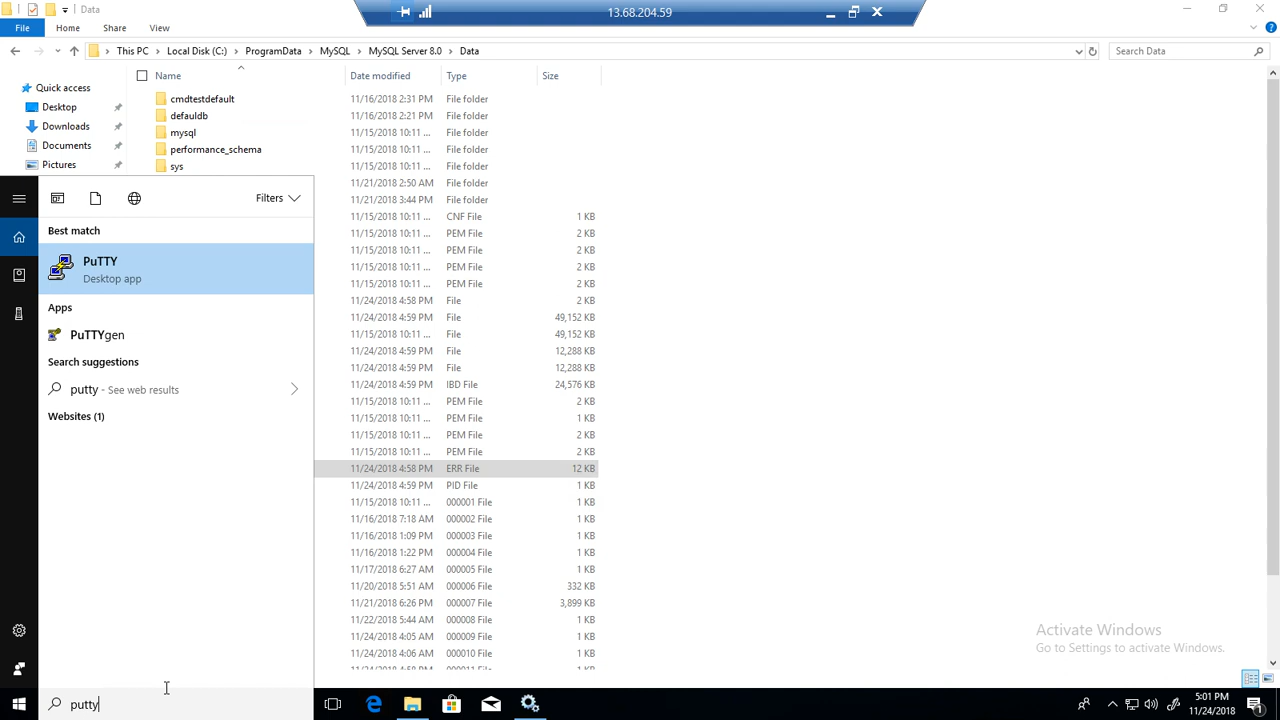 Data
13.68.204.59
File Home Share View
This PC Local Disk (C:) ProgramData MySQL MySQL Server 8.0 Data Search Data
Name Date modified Type Size
Quick access
Desktop
Downloads
Documents
Pictures
cmdtestdefault 11/16/2018 2:31 PM File folder
defauldb 11/16/2018 2:21 PM File folder
mysql 11/15/2018 10:11 ... File folder
performance_schema 11/15/2018 10:11 ... File folder
sys 11/15/2018 10:11 ... File folder
11/21/2018 2:50 AM File folder
11/21/2018 3:44 PM File folder
11/15/2018 10:11 ... CNF File 1 KB
11/15/2018 10:11 ... PEM File 2 KB
11/15/2018 10:11 ... PEM File 2 KB
11/15/2018 10:11 ... PEM File 2 KB
11/15/2018 10:11 ... PEM File 2 KB
11/24/2018 4:58 PM File 2 KB
11/24/2018 4:59 PM File 49,152 KB
11/15/2018 10:11 ... File 49,152 KB
11/24/2018 4:59 PM File 12,288 KB
11/24/2018 4:59 PM File 12,288 KB
11/24/2018 4:59 PM IBD File 24,576 KB
11/15/2018 10:11 ... PEM File 2 KB
11/15/2018 10:11 ... PEM File 1 KB
11/15/2018 10:11 ... PEM File 2 KB
11/15/2018 10:11 ... PEM File 2 KB
11/24/2018 4:58 PM ERR File 12 KB
11/24/2018 4:59 PM PID File 1 KB
11/15/2018 10:11 ... 000001 File 1 KB
11/16/2018 7:18 AM 000002 File 1 KB
11/16/2018 1:09 PM 000003 File 1 KB
11/16/2018 1:22 PM 000004 File 1 KB
11/17/2018 6:27 AM 000005 File 1 KB
11/20/2018 5:51 AM 000006 File 332 KB
11/21/2018 6:26 PM 000007 File 3,899 KB
11/22/2018 5:44 AM 000008 File 1 KB
11/24/2018 4:05 AM 000009 File 1 KB
11/24/2018 4:06 AM 000010 File 1 KB
11/24/2018 4:58 PM 000011 File 1 KB
Filters
Best match
PuTTY
Desktop app
Apps
PuTTYgen
Search suggestions
putty - See web results
Websites (1)
putty
Activate Windows
Go to Settings to activate Windows.
5:01 PM
11/24/2018
1